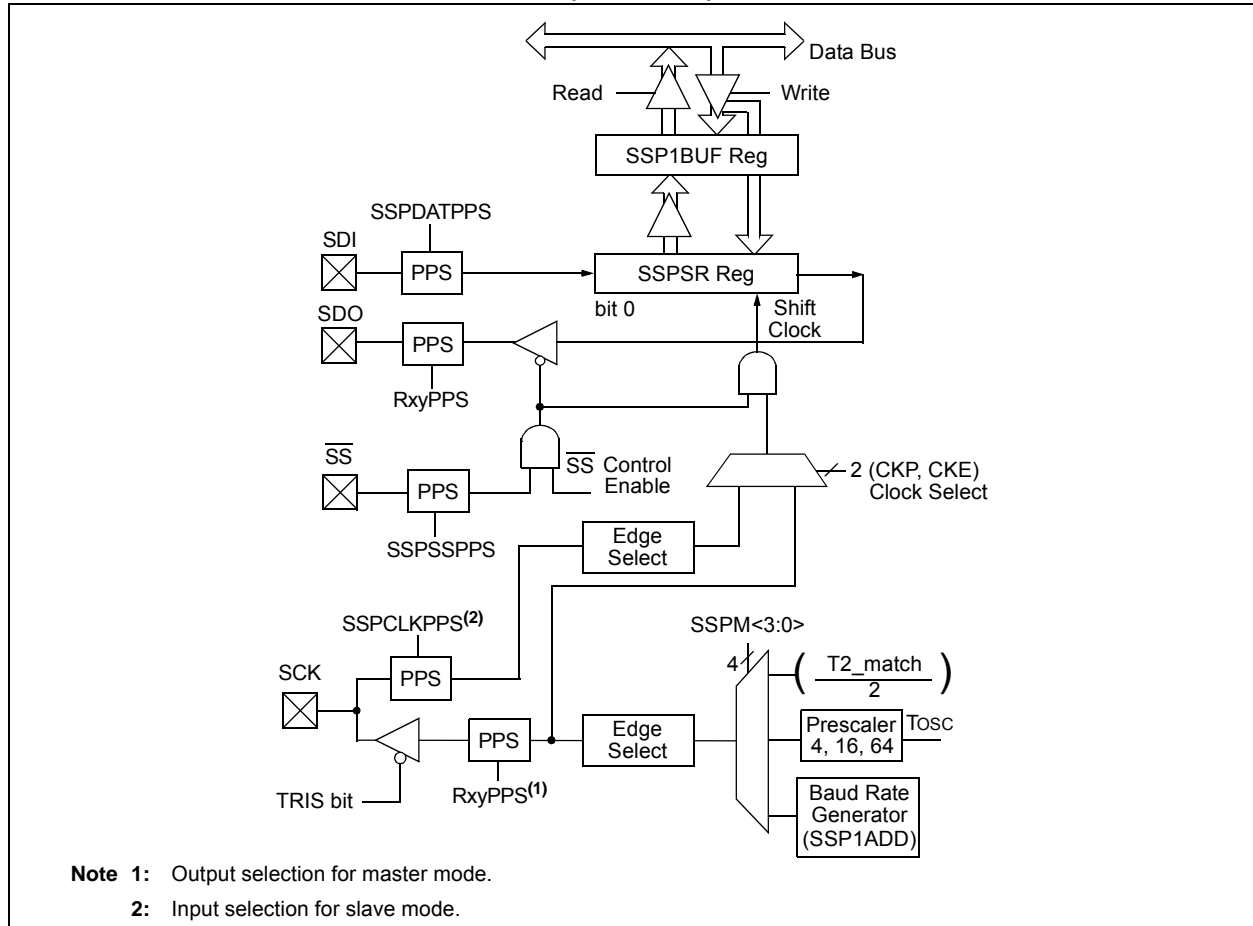 Data Bus
Read
Write
SSP1BUF Reg
SSPDATPPS
SDI
PPS
SSPSR Reg
bit 0
Shift
Clock
SDO
PPS
RxyPPS
SS
PPS
SSPSSPPS
SS Control
Enable
2 (CKP, CKE)
Clock Select
Edge
Select
SSPCLKPPS(2)
SCK
PPS
SSPM<3:0>
4
( T2_match
2 )
PPS
Edge
Select
Prescaler
4, 16, 64
TOSC
TRIS bit
RxyPPS(1)
Baud Rate
Generator
(SSP1ADD)
Note 1: Output selection for master mode.
2: Input selection for slave mode.